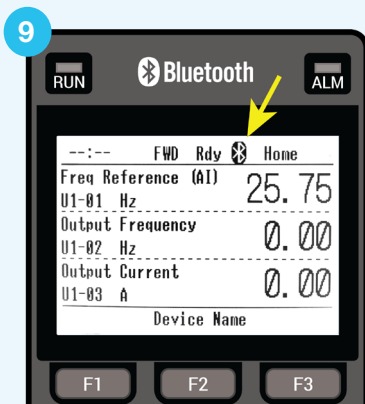 9
RUN
Bluetooth
ALM
--:-- FWD Rdy Home
Freq Reference (AI)
U1-01 Hz 25.75
Output Frequency
U1-02 Hz 0.00
Output Current
U1-03 A 0.00
Device Name
F1 F2 F3